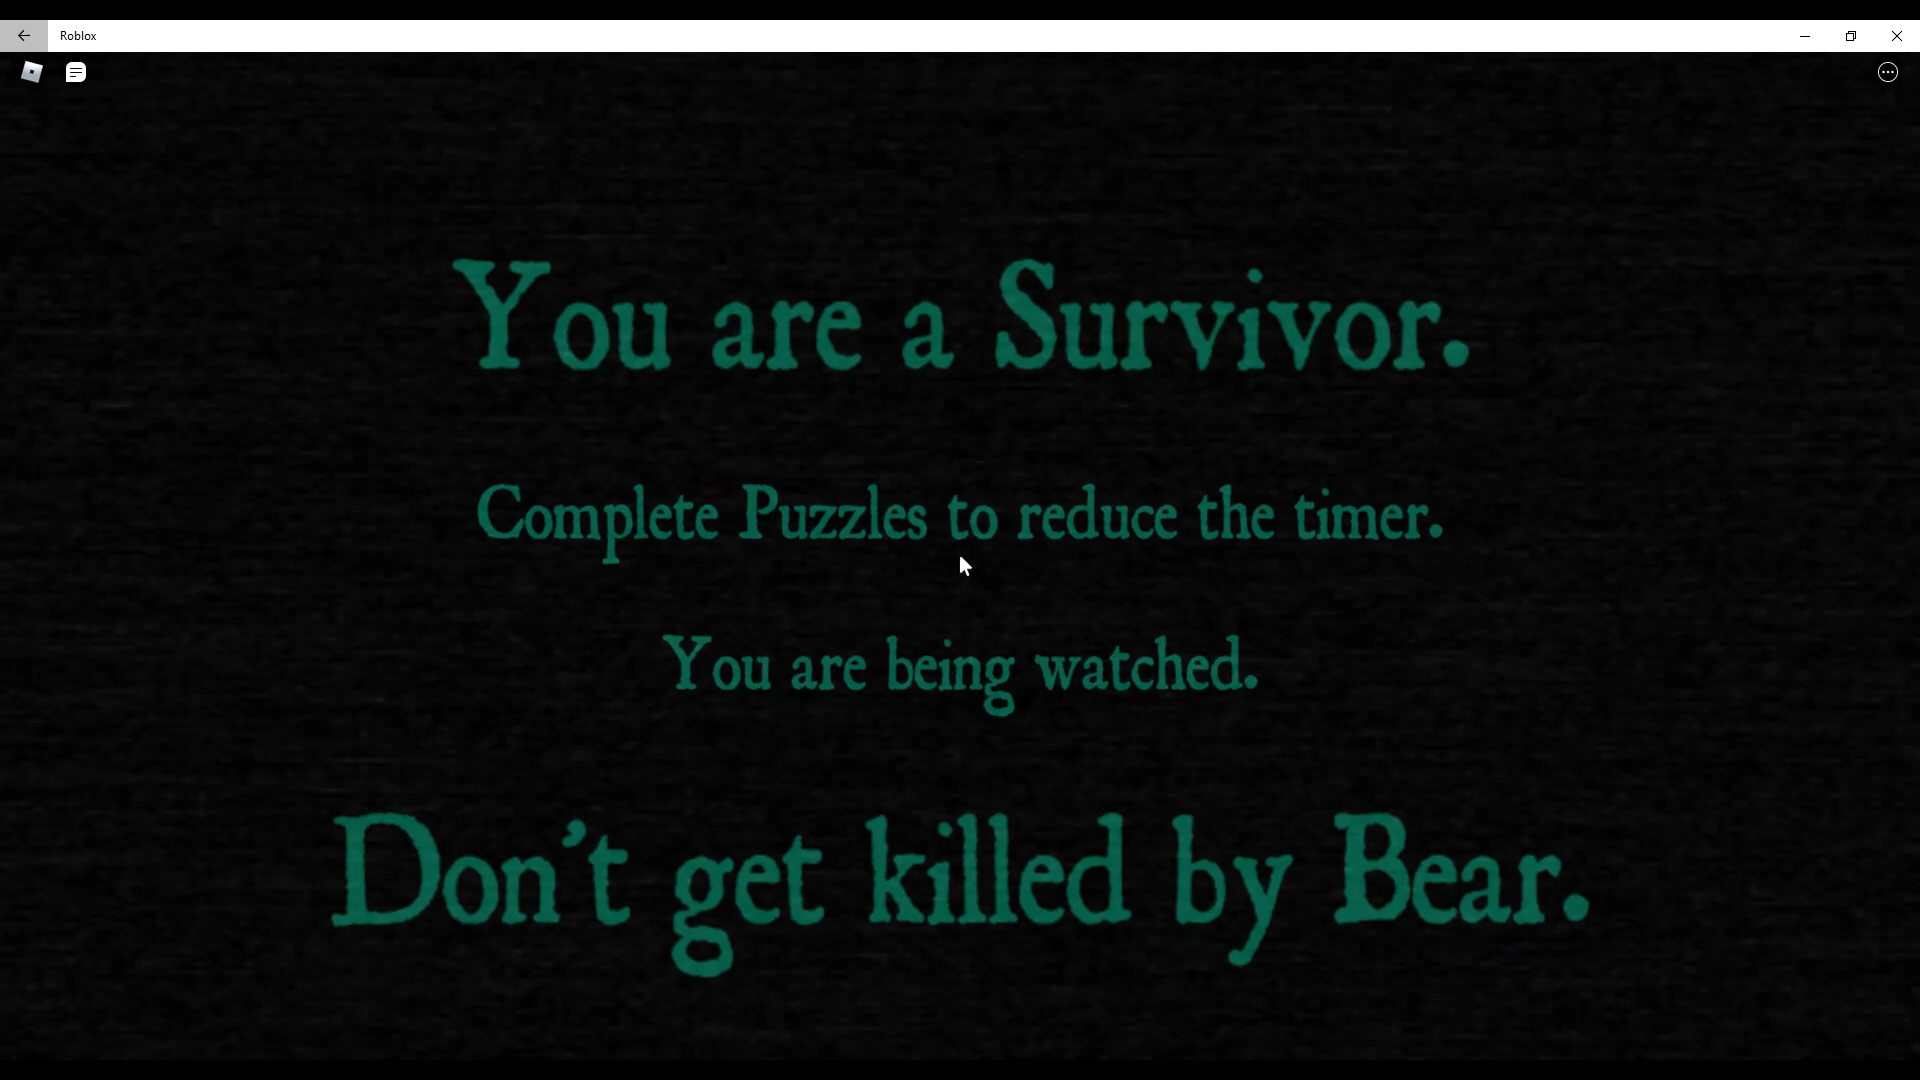 Roblox
You are a Survivor.
Complete Puzzles to reduce the timer.
You are being watched.
Don't get killed by Bear.